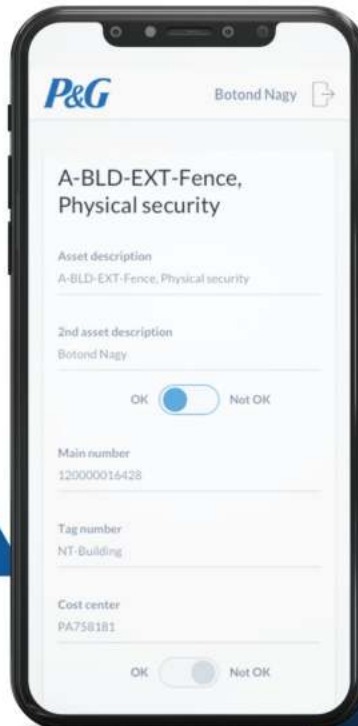 P&G
Botond Nagy
A-BLD-EXT-Fence,
Physical security
Asset description
A-BLD-EXT-Fence, Physical security
2nd asset description
Botond Nagy
OK Not OK
Main number
120000016428
Tag number
NT-Building
Cost center
PA758181
OK Not OK